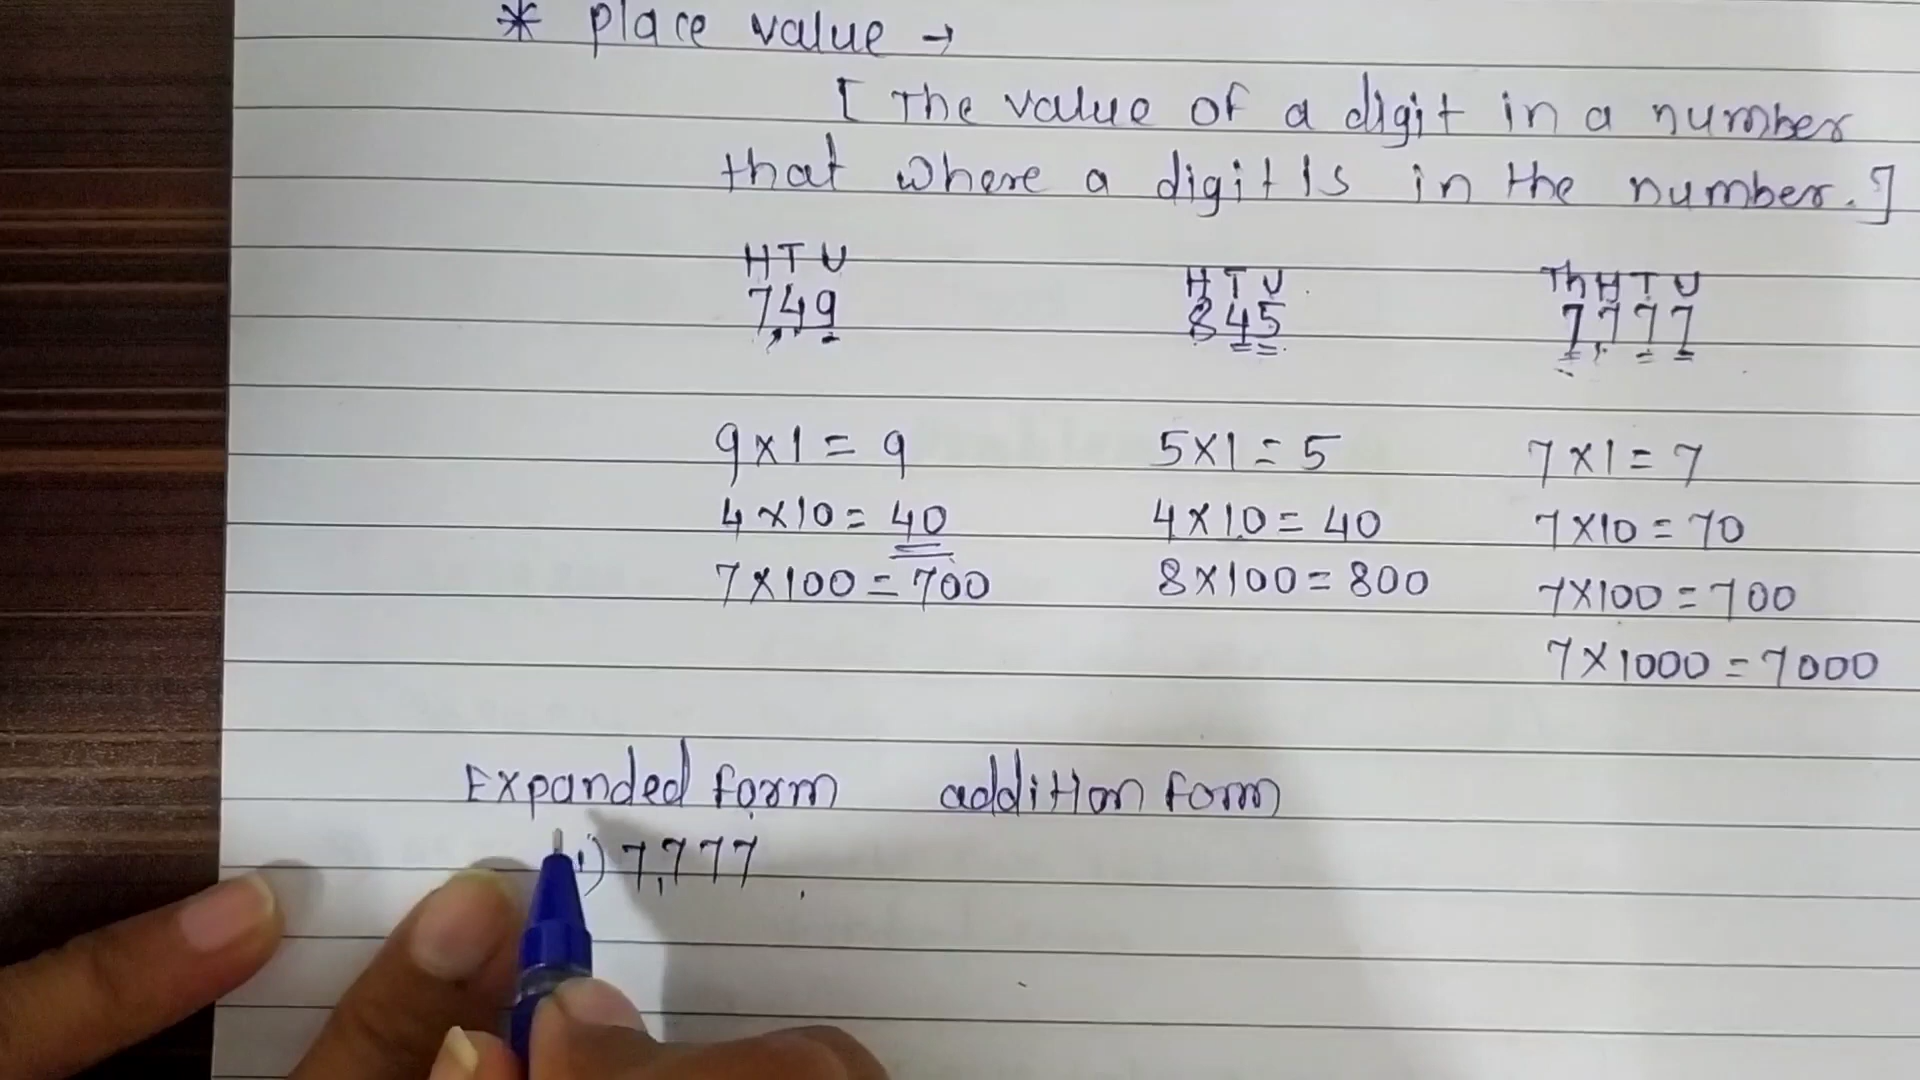 * Place value →
[ The value of a digit in a number
that where a digit is in the number. ]
H T U
749
H T U
845
Th H T U
7,777
9 x 1 = 9
4 x 10 = 40
7 x 100 = 700
5 x 1 = 5
4 x 10 = 40
8 x 100 = 800
7 x 1 = 7
7 x 10 = 70
7 x 100 = 700
7 x 1000 = 7000
Expanded form addition form
i) 7,777